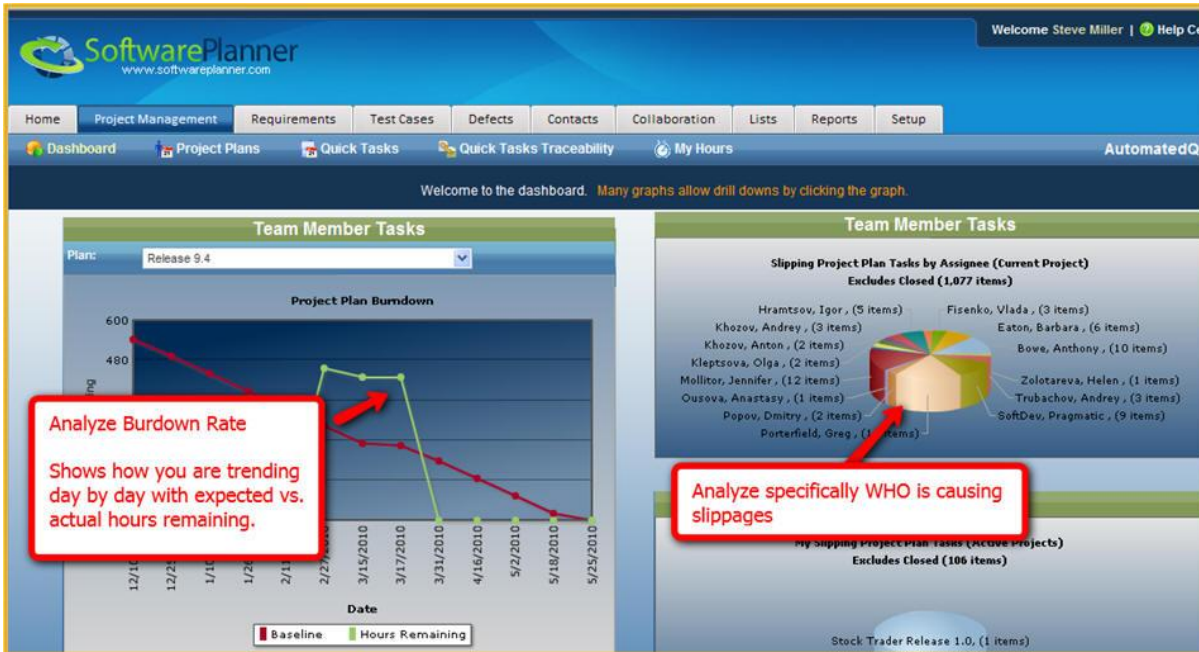 Welcome Steve Miller | Help Ce
SoftwarePlanner
www.softwareplanner.com
Home Project Management Requirements Test Cases Defects Contacts Collaboration Lists Reports Setup
Dashboard Project Plans Quick Tasks Quick Tasks Traceability My Hours AutomatedQ
Welcome to the dashboard. Many graphs allow drill downs by clicking the graph.
Team Member Tasks
Plan: Release 9.4
Project Plan Burndown
600
480
Analyze Burdown Rate
Shows how you are trending
day by day with expected vs.
actual hours remaining.
2/27/2010
3/15/2010
3/17/2010
3/31/2010
4/16/2010
5/2/2010
5/18/2010
5/25/2010
Date
Baseline Hours Remaining
Team Member Tasks
Slipping Project Plan Tasks by Assignee (Current Project)
Excludes Closed (1,077 items)
Hramtsov, Igor , (5 items)
Fisenko, Vlada , (3 items)
Khozov, Andrey , (3 items)
Eaton, Barbara , (6 items)
Khozov, Anton , (2 items)
Bowe, Anthony , (10 items)
Kleptsova, Olga , (2 items)
Mollitor, Jennifer , (12 items)
Zolotareva, Helen , (1 items)
Ousova, Anastasy , (1 items)
Trubachov, Andrey , (3 items)
Popov, Dmitry , (2 items)
SoftDev, Pragmatic , (9 items)
Porterfield, Greg , items)
Analyze specifically WHO is causing
slippages
My Slipping Project Plan Tasks (Active Projects)
Excludes Closed (106 items)
Stock Trader Release 1.0, (1 items)